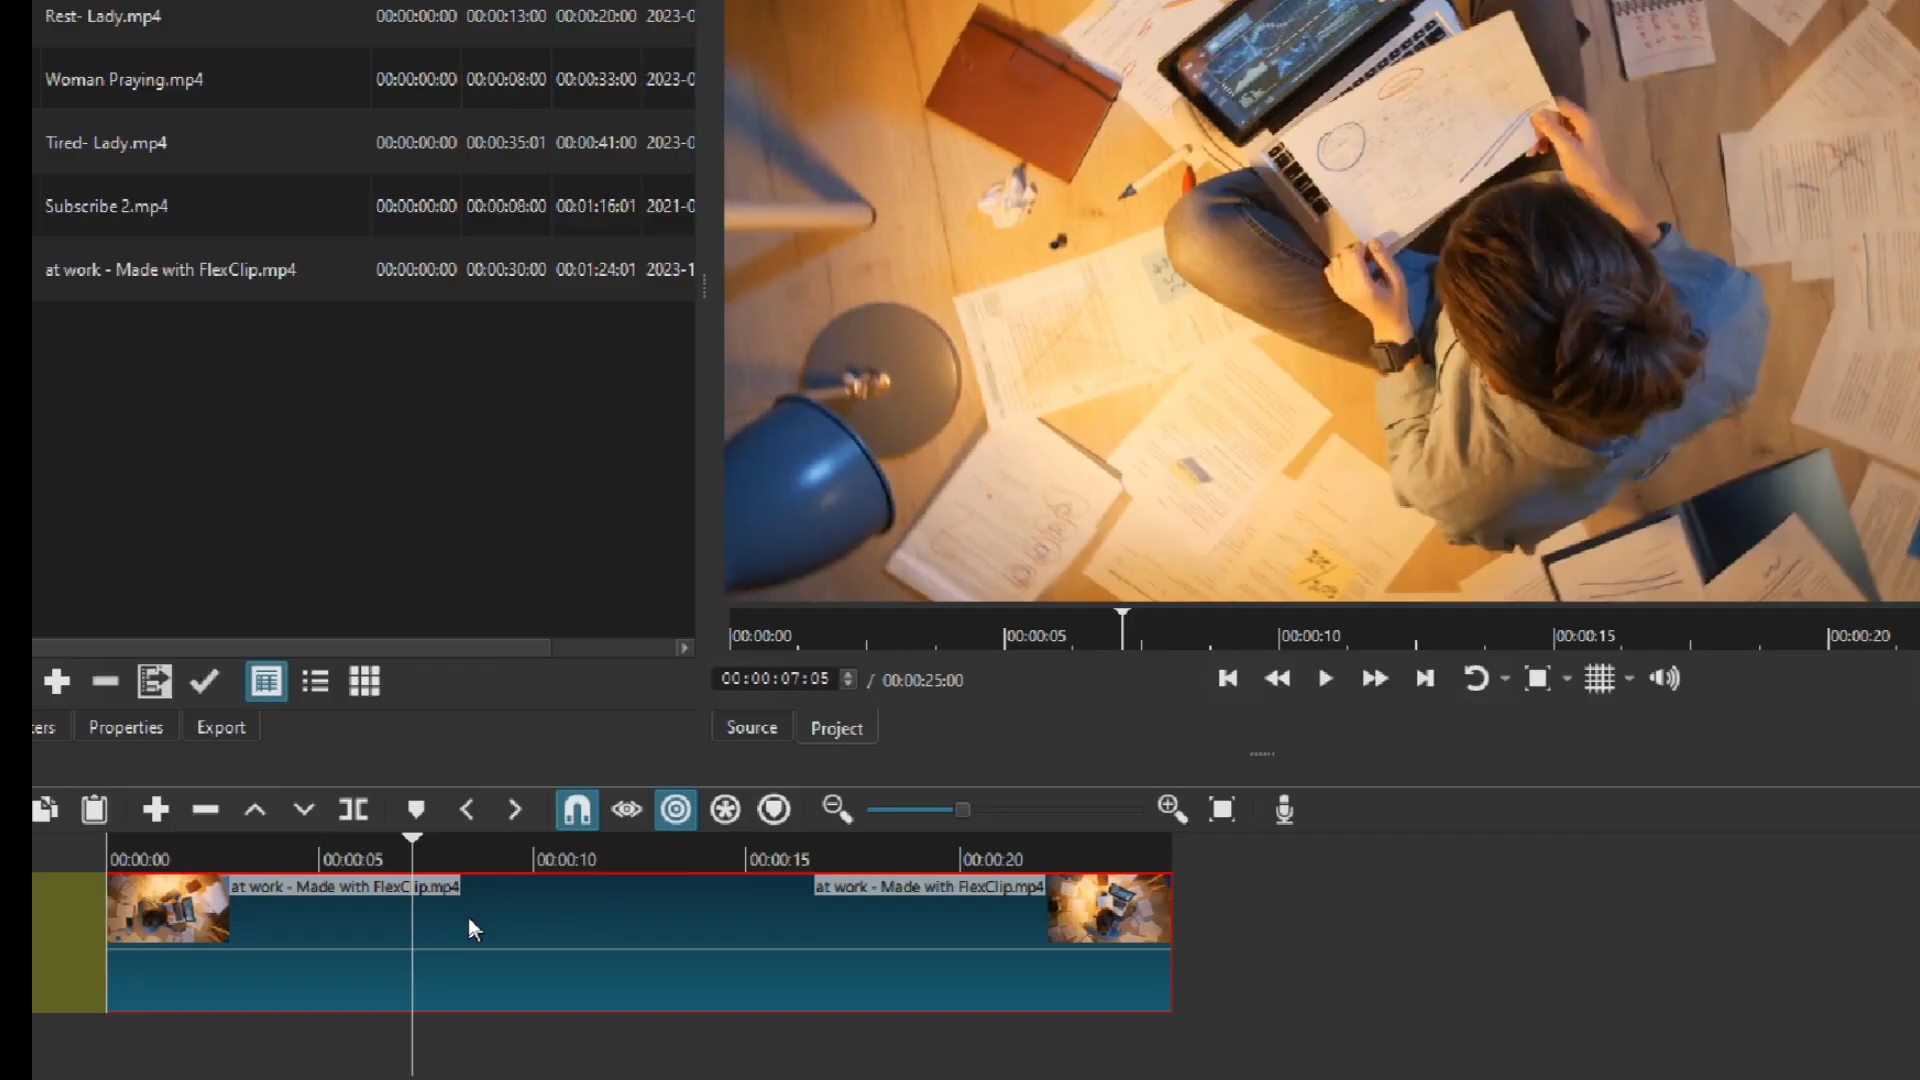 Rest- Lady.mp4 00:00:00:00 00:00:13:00 00:00:20:00 2023-0
Woman Praying.mp4 00:00:00:00 00:00:08:00 00:00:33:00 2023-0
Tired- Lady.mp4 00:00:00:00 00:00:35:01 00:00:41:00 2023-0
Subscribe 2.mp4 00:00:00:00 00:00:08:00 00:01:16:01 2021-0
at work - Made with FlexClip.mp4 00:00:00:00 00:00:30:00 00:01:24:01 2023-1
00:00:00 00:00:05 00:00:10 00:00:15 00:00:20
00:00:07:05 / 00:00:25:00
ters Properties Export
Source Project
00:00:00 00:00:05 00:00:10 00:00:15 00:00:20
at work - Made with FlexClip.mp4 at work - Made with FlexClip.mp4